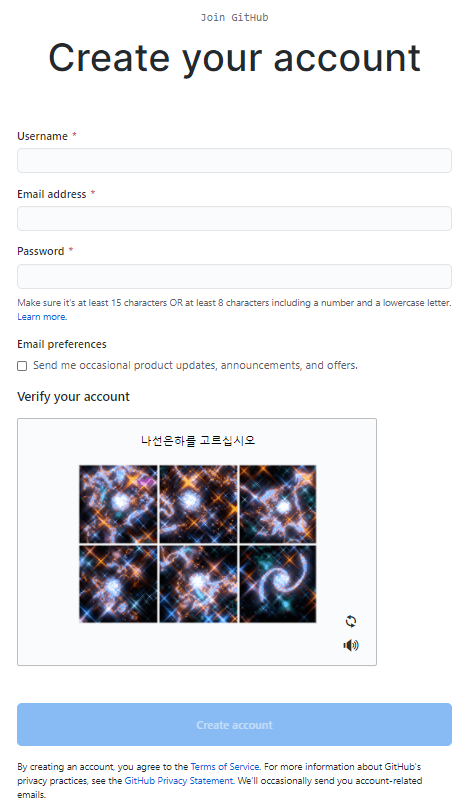 Join GitHub
Create your account
Username *
Email address *
Password *
Make sure it's at least 15 characters OR at least 8 characters including a number and a lowercase letter.
Learn more.
Email preferences
Send me occasional product updates, announcements, and offers.
Verify your account
나선은하를 고르십시오
Create account
By creating an account, you agree to the Terms of Service. For more information about GitHub's
privacy practices, see the GitHub Privacy Statement. We'll occasionally send you account-related
emails.